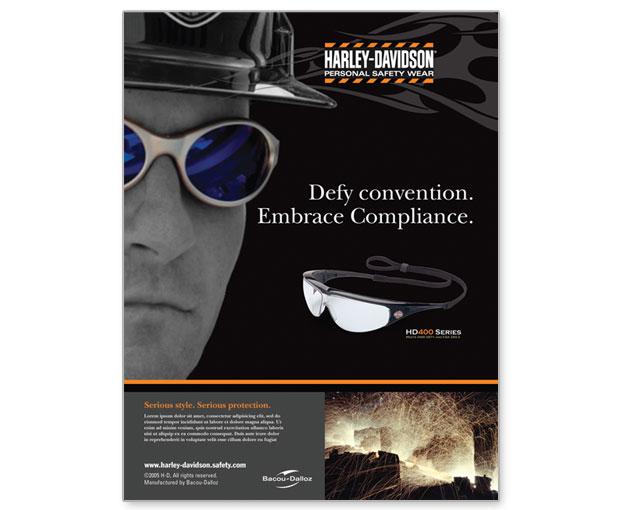 HARLEY-DAVIDSON
PERSONAL SAFETY WEAR
Defy convention.
Embrace Compliance.
HD400 SERIES
Serious style. Serious protection.
Lorem ipsum dolor sit amet, consectetur adipisicing elit, sed do
eiusmod tempor incididunt ut labore et dolore magna aliqua. Ut
enim ad minim veniam, quis nostrud exercitation ullamco laboris
nisi ut aliquip ex ea commodo consequat. Duis aute irure dolor
in reprehenderit in voluptate velit esse cillum dolore eu fugiat
www.harley-davidson.safety.com
©2005 H-D, All rights reserved.
Manufactured by Bacou-Dalloz
Bacou-Dalloz